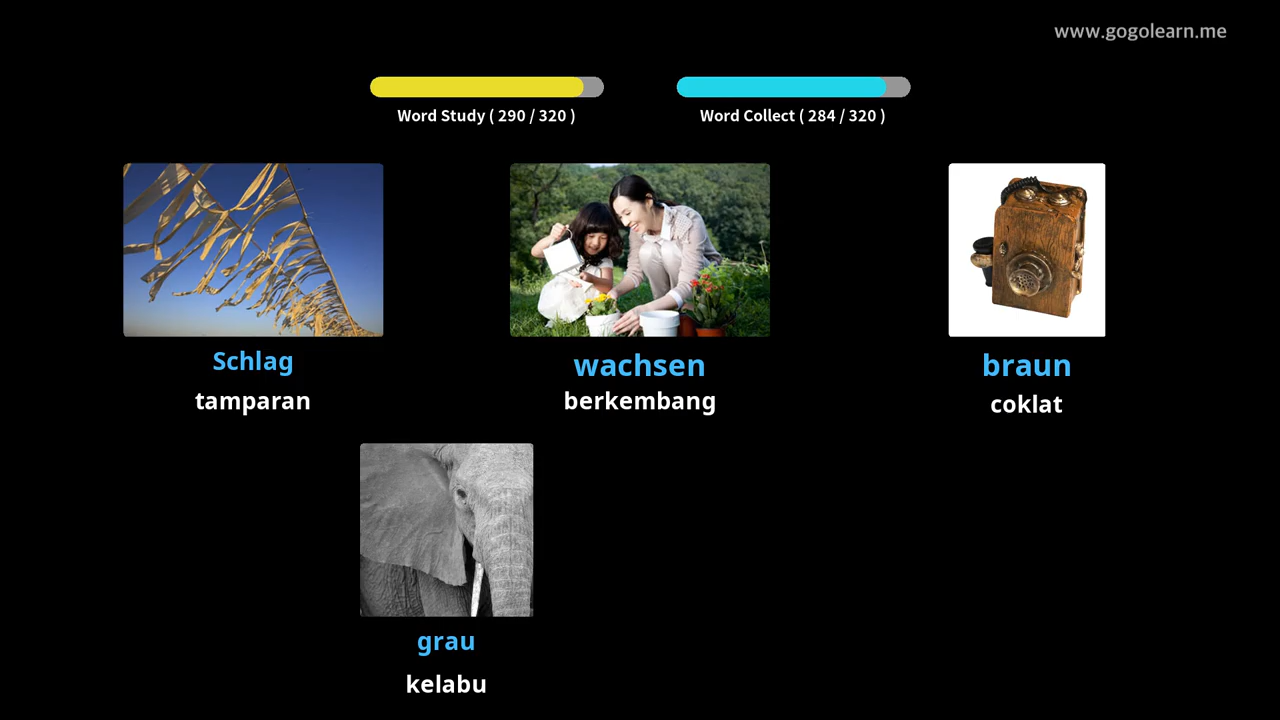 www.gogolearn.me
Word Study ( 290 / 320 )
Word Collect ( 284 / 320 )
Schlag
tamparan
wachsen
berkembang
braun
coklat
grau
kelabu